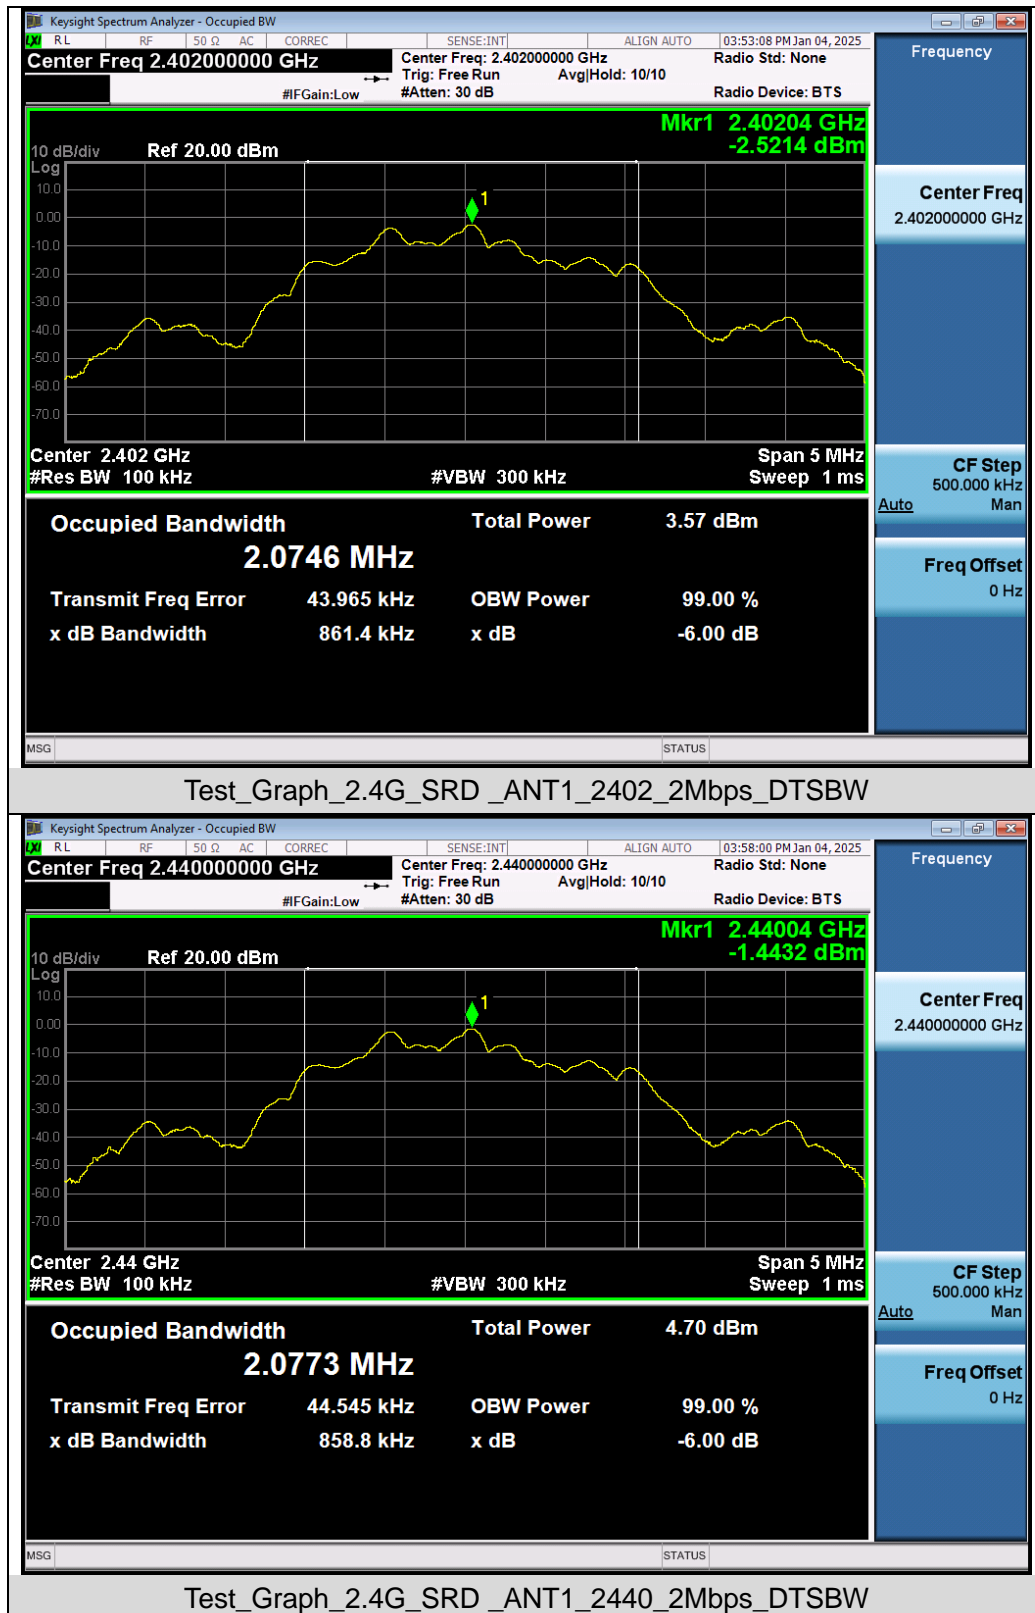 Keysight Spectrum Analyzer - Occupied BW
LXI RL RF 50 Ω AC CORREC SENSE:INT ALIGN AUTO 03:53:08 PM Jan 04, 2025
Center Freq 2.402000000 GHz
Center Freq: 2.402000000 GHz
Radio Std: None
Trig: Free Run Avg|Hold: 10/10
#IFGain:Low #Atten: 30 dB Radio Device: BTS
Frequency
Mkr1 2.40204 GHz
-2.5214 dBm
10 dB/div Ref 20.00 dBm
Log
10.0
0.00
-10.0
-20.0
-30.0
-40.0
-50.0
-60.0
-70.0
1
Center 2.402 GHz Span 5 MHz
#Res BW 100 kHz #VBW 300 kHz Sweep 1 ms
Occupied Bandwidth Total Power 3.57 dBm
2.0746 MHz
Transmit Freq Error 43.965 kHz OBW Power 99.00 %
x dB Bandwidth 861.4 kHz x dB -6.00 dB
Center Freq
2.402000000 GHz
CF Step
500.000 kHz
Auto Man
Freq Offset
0 Hz
MSG STATUS
Test_Graph_2.4G_SRD _ANT1_2402_2Mbps_DTSBW
Keysight Spectrum Analyzer - Occupied BW
LXI RL RF 50 Ω AC CORREC SENSE:INT ALIGN AUTO 03:58:00 PM Jan 04, 2025
Center Freq 2.440000000 GHz
Center Freq: 2.440000000 GHz
Radio Std: None
Trig: Free Run Avg|Hold: 10/10
#IFGain:Low #Atten: 30 dB Radio Device: BTS
Frequency
Mkr1 2.44004 GHz
-1.4432 dBm
10 dB/div Ref 20.00 dBm
Log
10.0
0.00
-10.0
-20.0
-30.0
-40.0
-50.0
-60.0
-70.0
1
Center 2.44 GHz Span 5 MHz
#Res BW 100 kHz #VBW 300 kHz Sweep 1 ms
Occupied Bandwidth Total Power 4.70 dBm
2.0773 MHz
Transmit Freq Error 44.545 kHz OBW Power 99.00 %
x dB Bandwidth 858.8 kHz x dB -6.00 dB
Center Freq
2.440000000 GHz
CF Step
500.000 kHz
Auto Man
Freq Offset
0 Hz
MSG STATUS
Test_Graph_2.4G_SRD _ANT1_2440_2Mbps_DTSBW